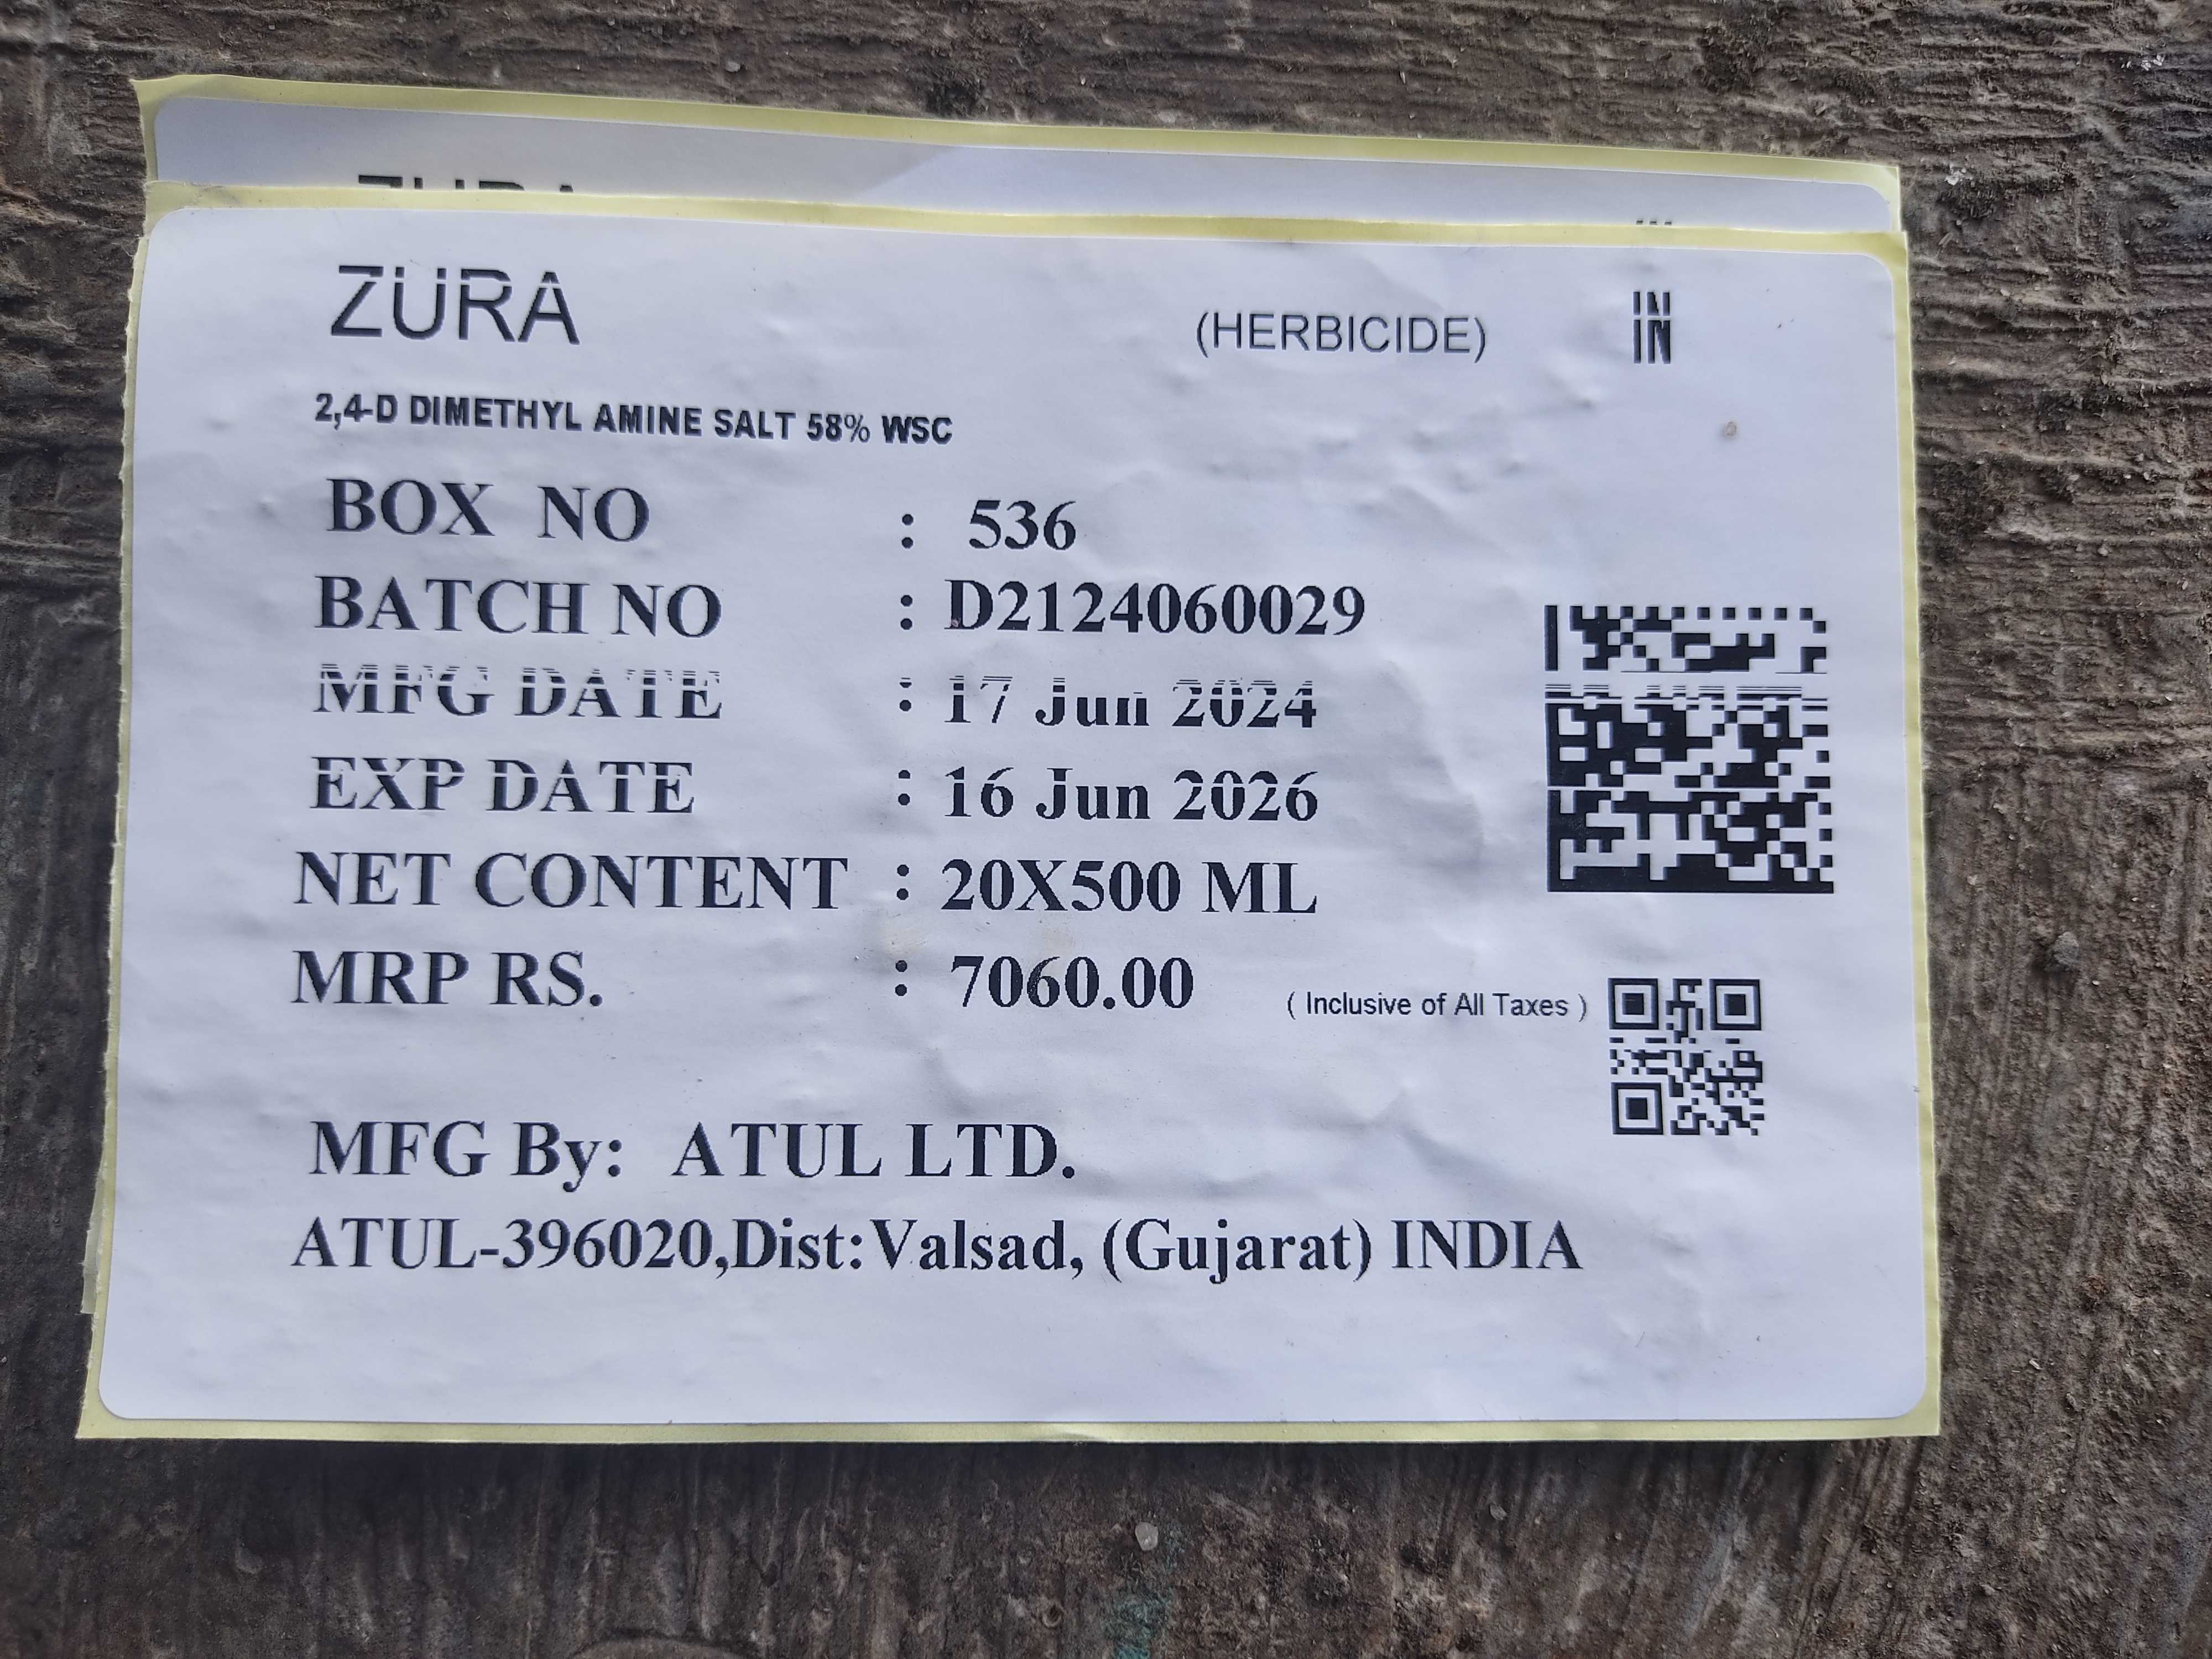 ZURA (HERBICIDE) IN
2,4-D DIMETHYL AMINE SALT 58% WSC
BOX NO : 536
BATCH NO : D2124060029
MFG DATE : 17 Jun 2024
EXP DATE : 16 Jun 2026
NET CONTENT : 20X500 ML
MRP RS. : 7060.00 ( Inclusive of All Taxes )
MFG By: ATUL LTD.
ATUL-396020,Dist:Valsad, (Gujarat) INDIA